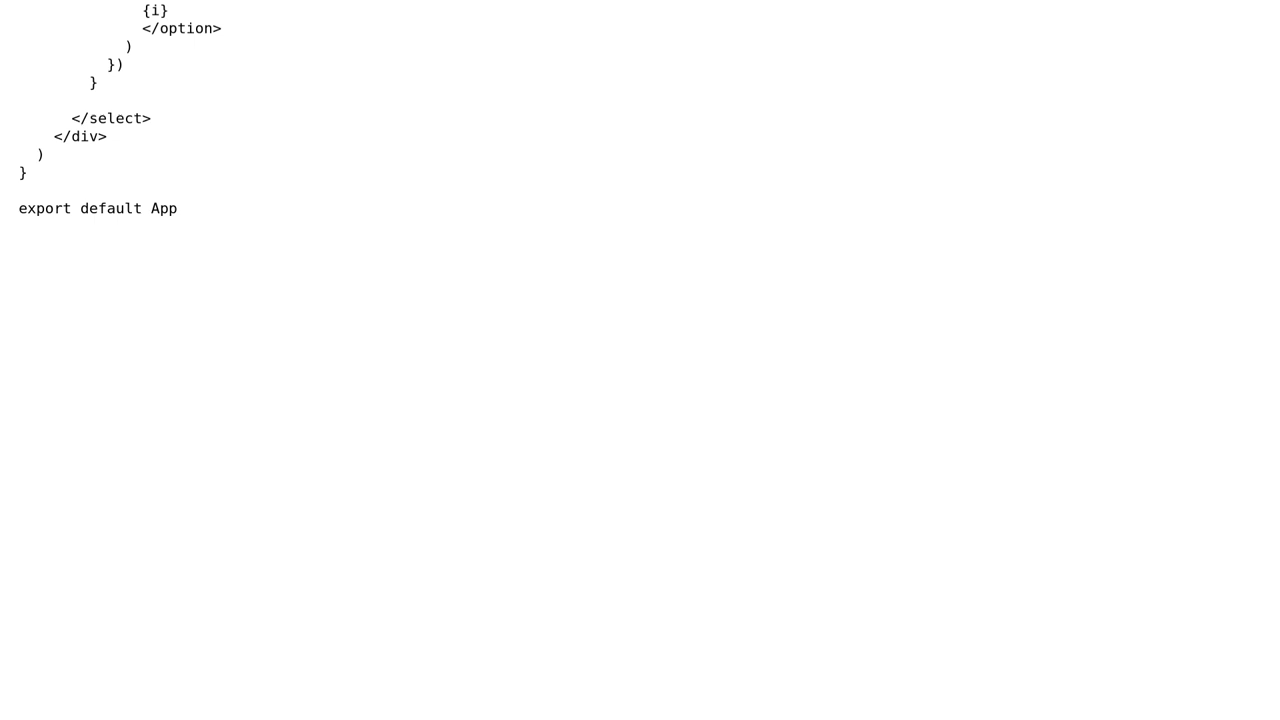 {i}
              </option>
            )
          })
        }

      </select>
    </div>
  )
}

export default App